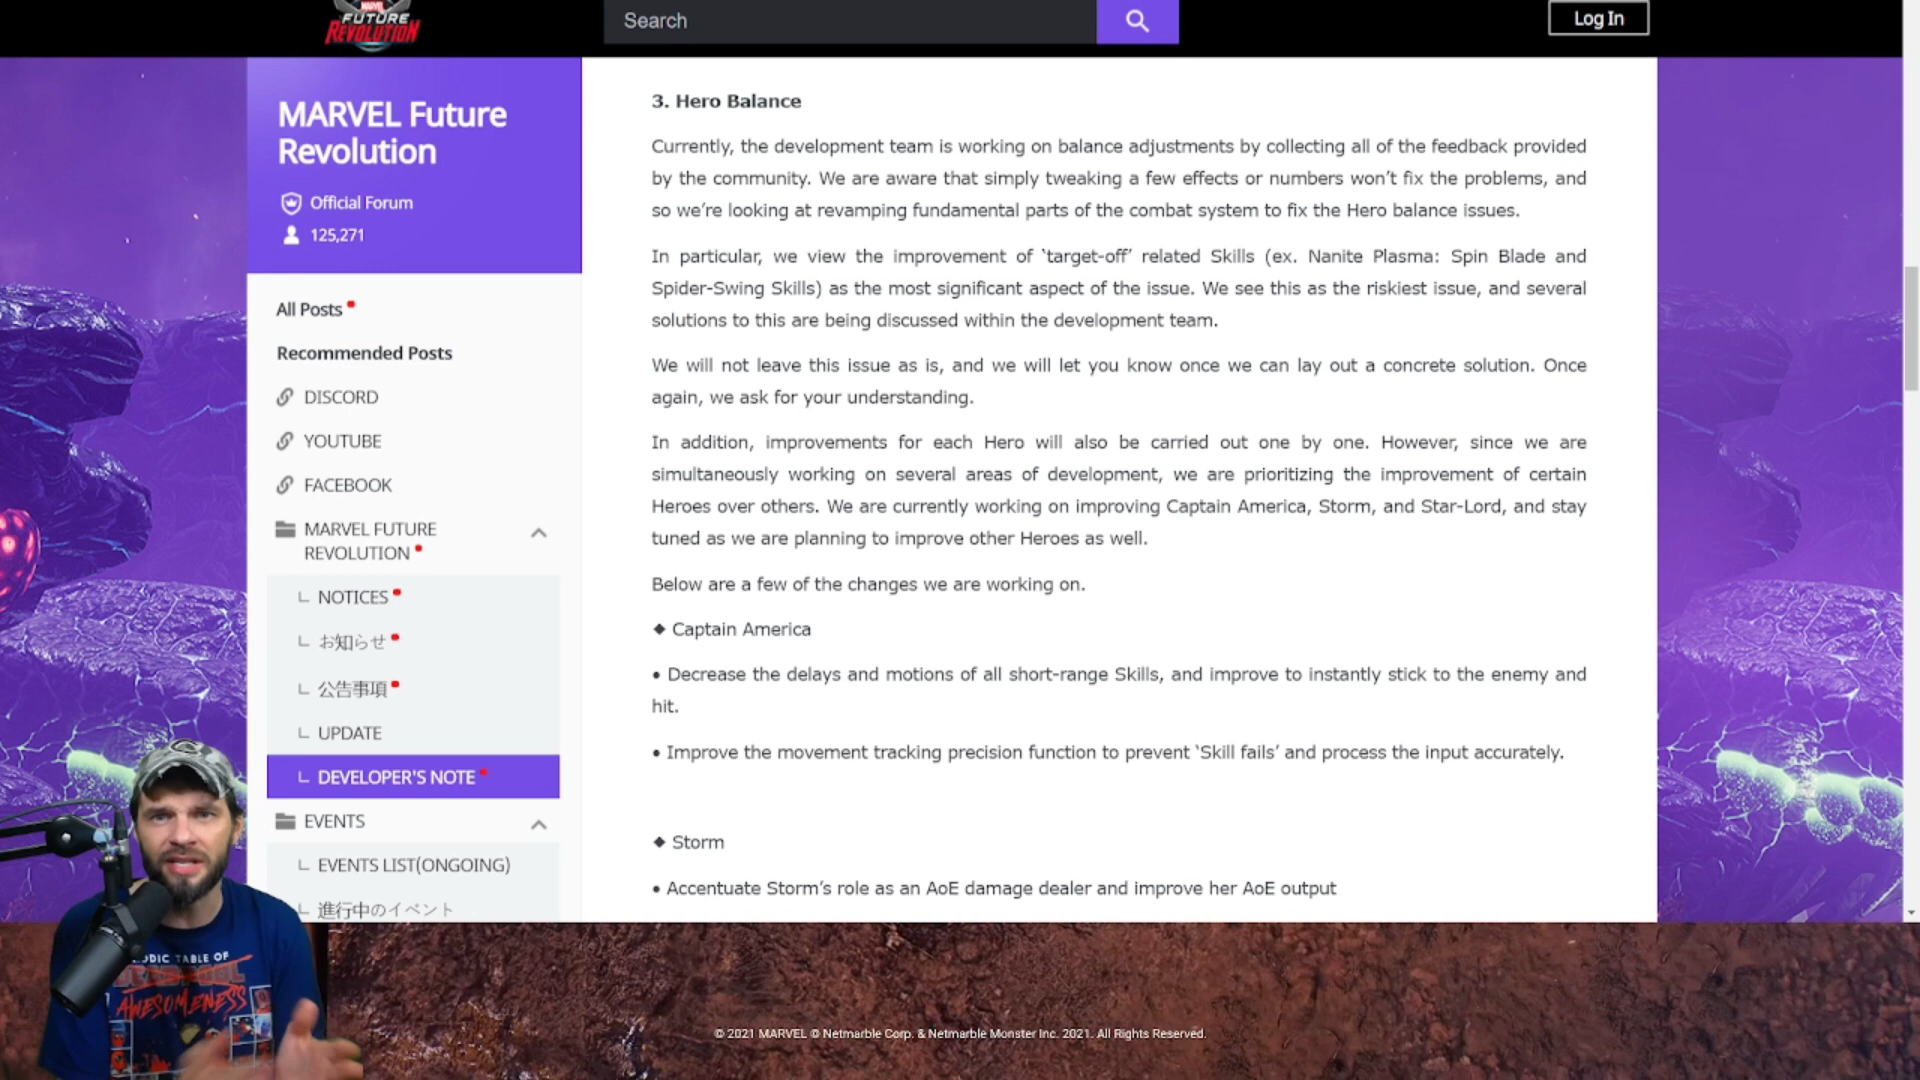 MARVEL
FUTURE
REVOLUTION
Search
Log In
MARVEL Future
Revolution
Official Forum
125,271
All Posts
Recommended Posts
DISCORD
YOUTUBE
FACEBOOK
MARVEL FUTURE
REVOLUTION
NOTICES
お知らせ
公告事項
UPDATE
DEVELOPER'S NOTE
EVENTS
EVENTS LIST(ONGOING)
進行中のイベント
3. Hero Balance
Currently, the development team is working on balance adjustments by collecting all of the feedback provided
by the community. We are aware that simply tweaking a few effects or numbers won’t fix the problems, and
so we’re looking at revamping fundamental parts of the combat system to fix the Hero balance issues.
In particular, we view the improvement of ‘target-off’ related Skills (ex. Nanite Plasma: Spin Blade and
Spider-Swing Skills) as the most significant aspect of the issue. We see this as the riskiest issue, and several
solutions to this are being discussed within the development team.
We will not leave this issue as is, and we will let you know once we can lay out a concrete solution. Once
again, we ask for your understanding.
In addition, improvements for each Hero will also be carried out one by one. However, since we are
simultaneously working on several areas of development, we are prioritizing the improvement of certain
Heroes over others. We are currently working on improving Captain America, Storm, and Star-Lord, and stay
tuned as we are planning to improve other Heroes as well.
Below are a few of the changes we are working on.
◆ Captain America
• Decrease the delays and motions of all short-range Skills, and improve to instantly stick to the enemy and
hit.
• Improve the movement tracking precision function to prevent ‘Skill fails’ and process the input accurately.
◆ Storm
• Accentuate Storm’s role as an AoE damage dealer and improve her AoE output
TABLE OF
AWESOMENESS
© 2021 MARVEL © Netmarble Corp. & Netmarble Monster Inc. 2021. All Rights Reserved.